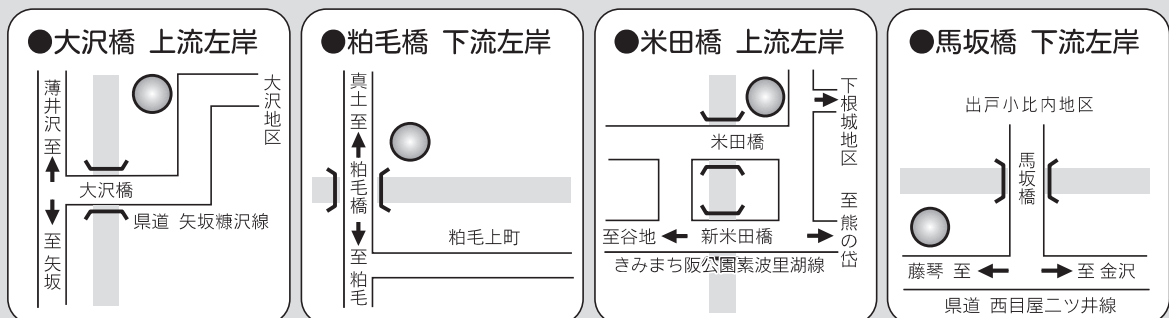 ●大沢橋 上流左岸
薄井沢 至
大沢地区
大沢橋
県道 矢坂糠沢線
至 矢坂
●粕毛橋 下流左岸
真土 至
粕毛橋
粕毛上町
至 粕毛
●米田橋 上流左岸
下根城地区
米田橋
至 熊の岱
至谷地
新米田橋
きみまち阪公園素波里湖線
●馬坂橋 下流左岸
出戸小比内地区
馬坂橋
藤琴 至
至 金沢
県道 西目屋二ツ井線